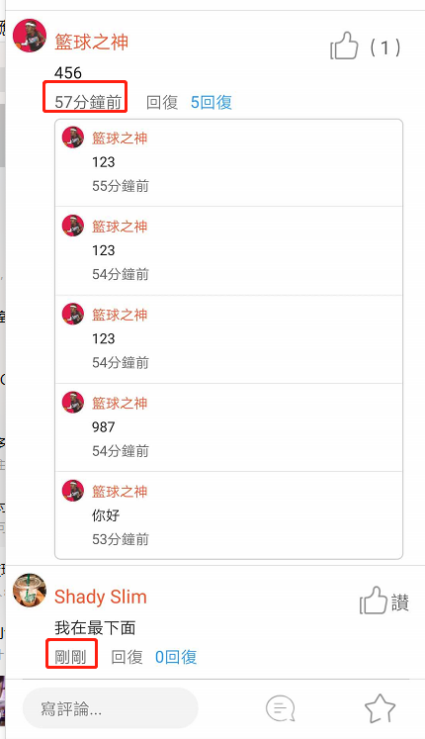 籃球之神
(1)
456
57分鐘前 回復 5回復
籃球之神
123
55分鐘前
籃球之神
123
54分鐘前
籃球之神
123
54分鐘前
籃球之神
987
54分鐘前
籃球之神
你好
53分鐘前
Shady Slim
讚
我在最下面
剛剛 回復 0回復
寫評論...